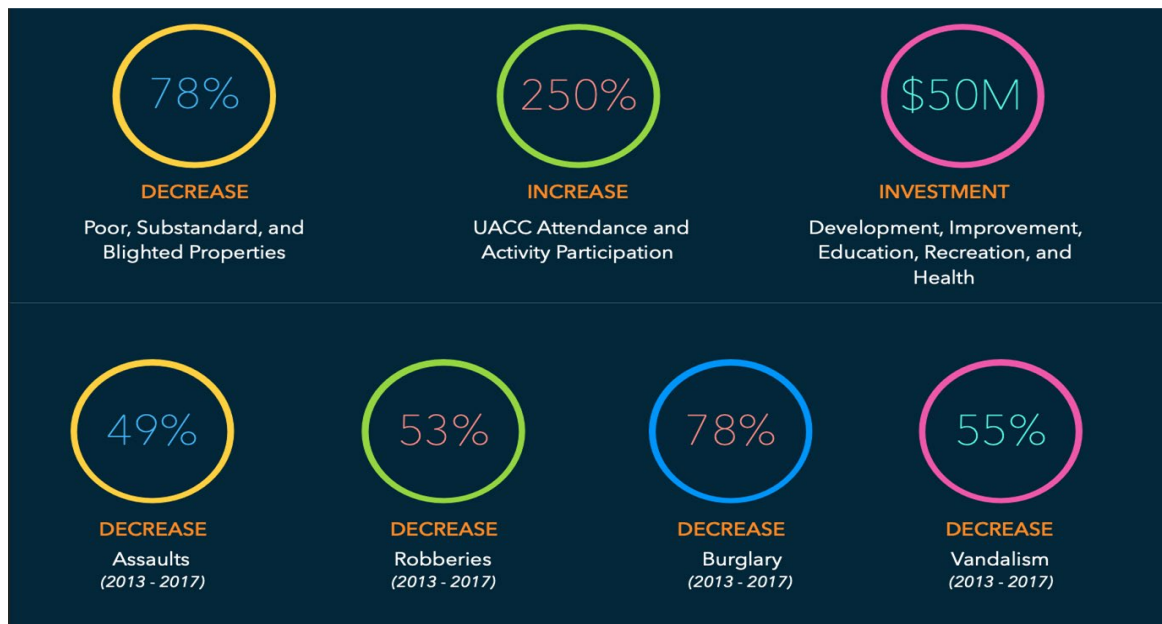 78%
250%
$50M
DECREASE
INCREASE
INVESTMENT
Poor, Substandard, and
Blighted Properties
UACC Attendance and
Activity Participation
Development, Improvement,
Education, Recreation, and
Health
49%
53%
78%
55%
DECREASE
DECREASE
DECREASE
DECREASE
Assaults
(2013 - 2017)
Robberies
(2013 - 2017)
Burglary
(2013 - 2017)
Vandalism
(2013 - 2017)